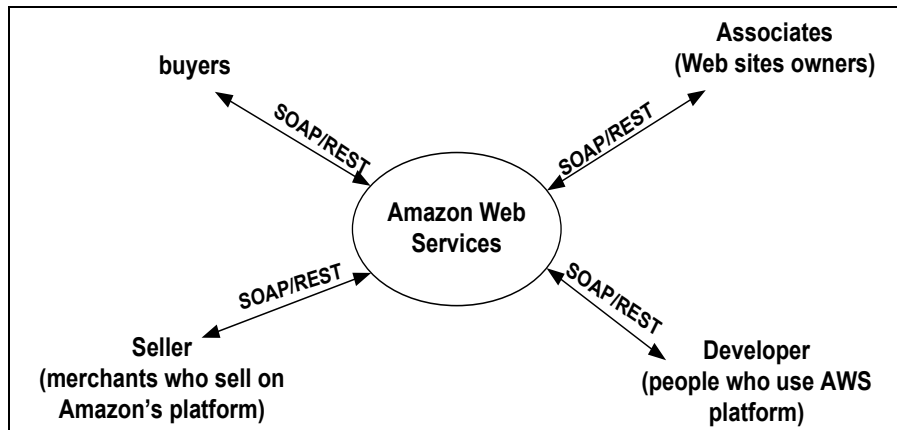 buyers
Associates
(Web sites owners)
SOAP/REST
SOAP/REST
Amazon Web
Services
SOAP/REST
SOAP/REST
Seller
(merchants who sell on
Amazon's platform)
Developer
(people who use AWS
platform)